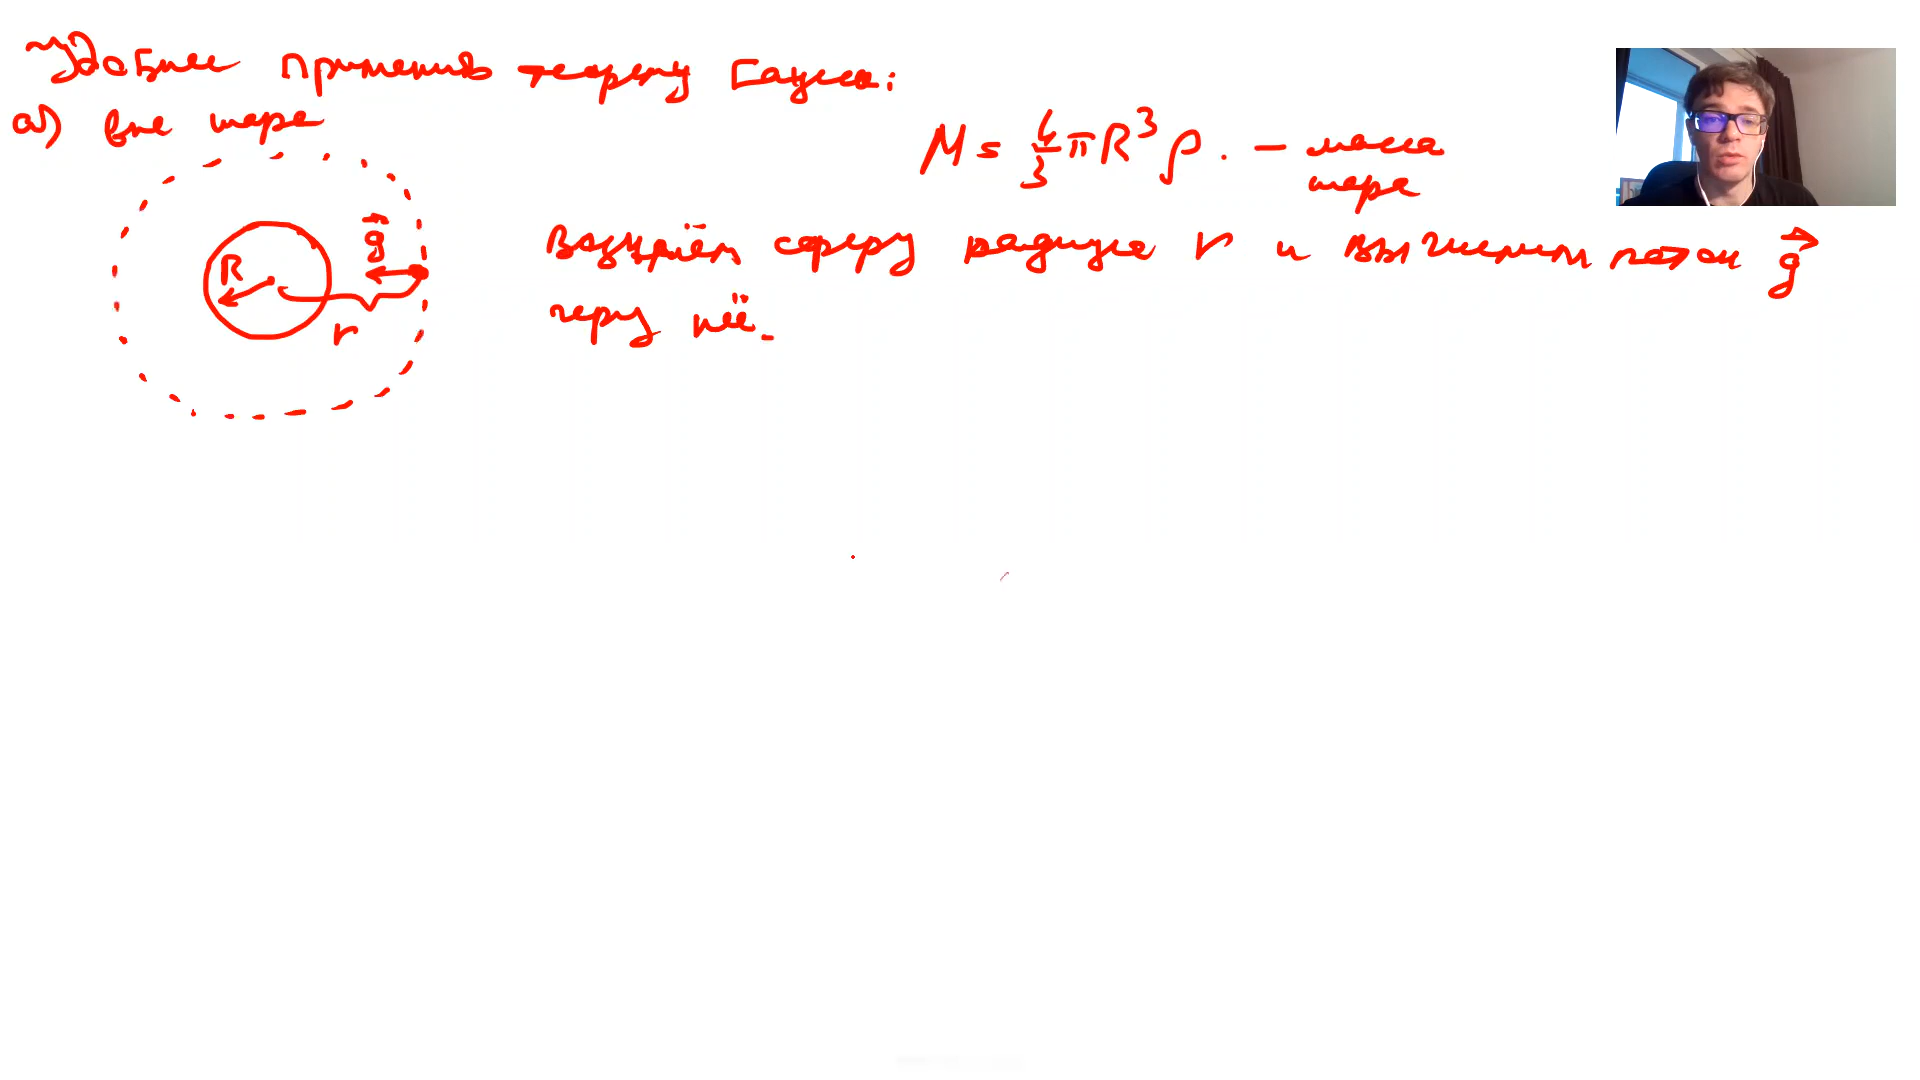 Удобнее применить теорему Гаусса:
а) вне шара
M = 4/3 πR³ρ. — масса
шара
g⃗
R
r
Возьмём сферу радиуса r и вычислим поток g⃗
через неё.